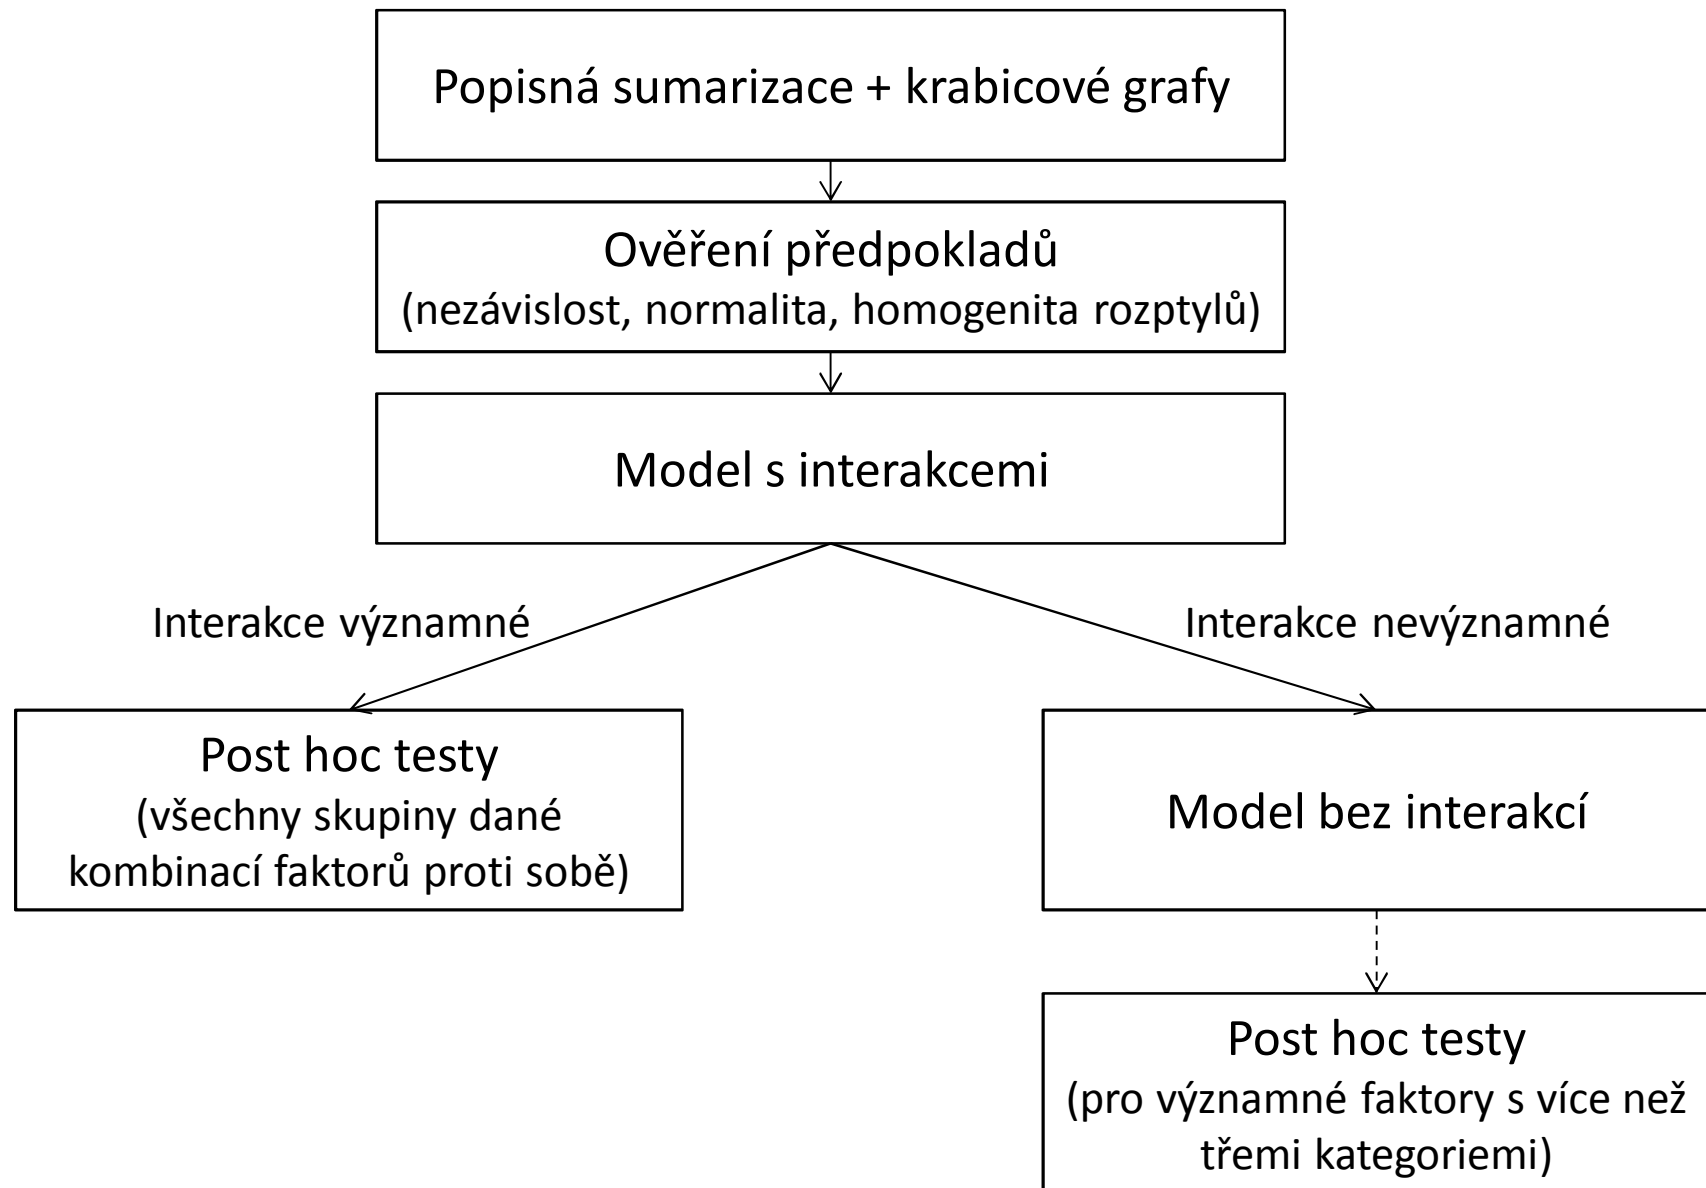 Popisná sumarizace + krabicové grafy
Ověření předpokladů
(nezávislost, normalita, homogenita rozptylů)
Model s interakcemi
Interakce významné
Interakce nevýznamné
Post hoc testy
(všechny skupiny dané
kombinací faktorů proti sobě)
Model bez interakcí
Post hoc testy
(pro významné faktory s více než
třemi kategoriemi)